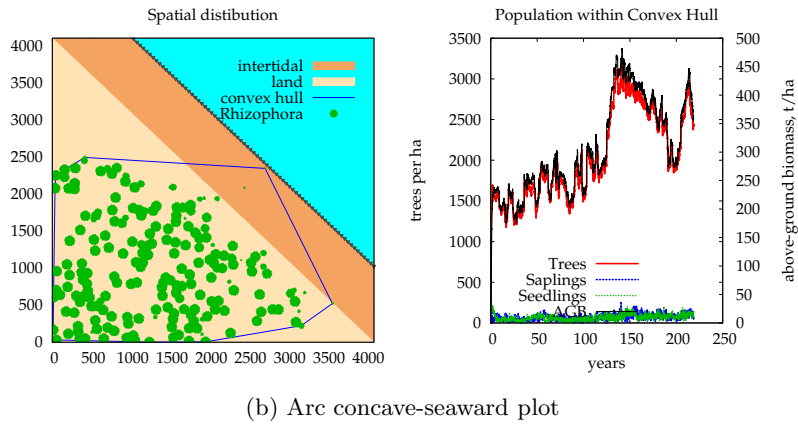 Spatial distibution
4000
3500
3000
2500
2000
1500
1000
500
0
intertidal
land
convex hull
Rhizophora
0 500 1000 1500 2000 2500 3000 3500 4000
Population within Convex Hull
trees per ha
3500
3000
2500
2000
1500
1000
500
0
Trees
Saplings
Seedlings
AGB
500
450
400
350
300
250
200
150
100
50
0
above-ground biomass, t/ha
0 50 100 150 200 250
years
(b) Arc concave-seaward plot